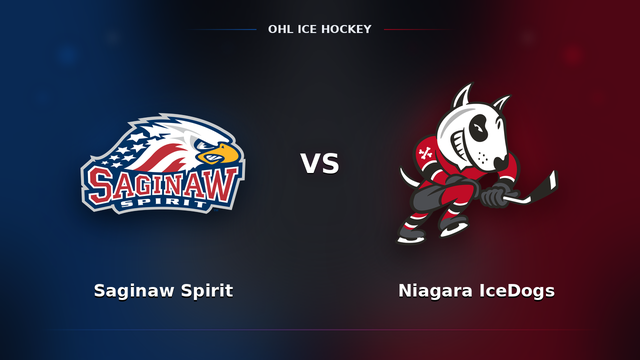 OHL ICE HOCKEY
SAGINAW
SPIRIT
VS
Saginaw Spirit
Niagara IceDogs